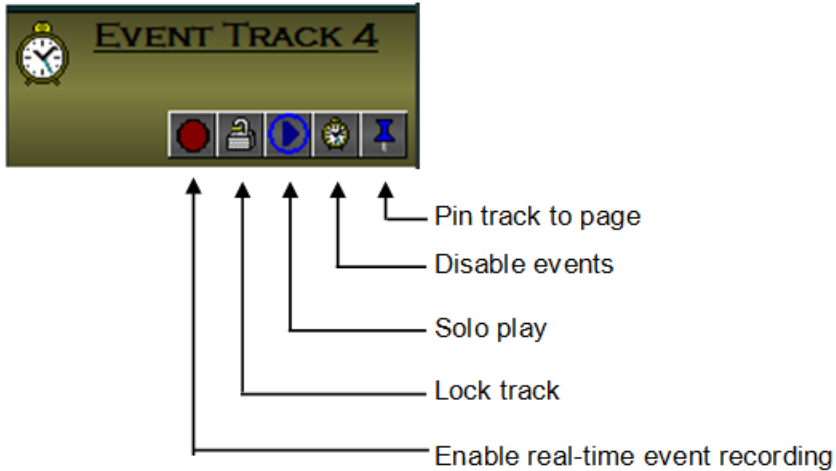 EVENT TRACK 4
Pin track to page
Disable events
Solo play
Lock track
Enable real-time event recording